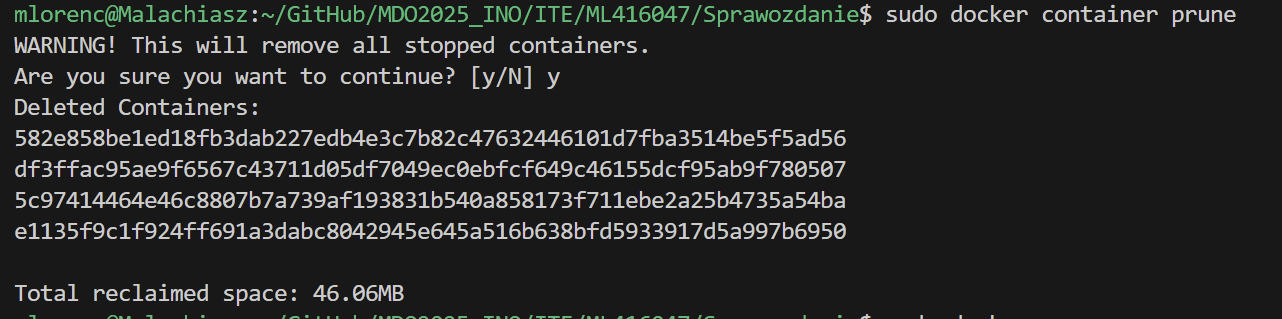 mlorenc@Malachiasz:~/GitHub/MDO2025_INO/ITE/ML416047/Sprawozdanie$ sudo docker container prune
WARNING! This will remove all stopped containers.
Are you sure you want to continue? [y/N] y
Deleted Containers:
582e858be1ed18fb3dab227edb4e3c7b82c47632446101d7fba3514be5f5ad56
df3ffac95ae9f6567c43711d05df7049ec0ebfcf649c46155dcf95ab9f780507
5c97414464e46c8807b7a739af193831b540a858173f711ebe2a25b4735a54ba
e1135f9c1f924ff691a3dabc8042945e645a516b638bfd5933917d5a997b6950
Total reclaimed space: 46.06MB